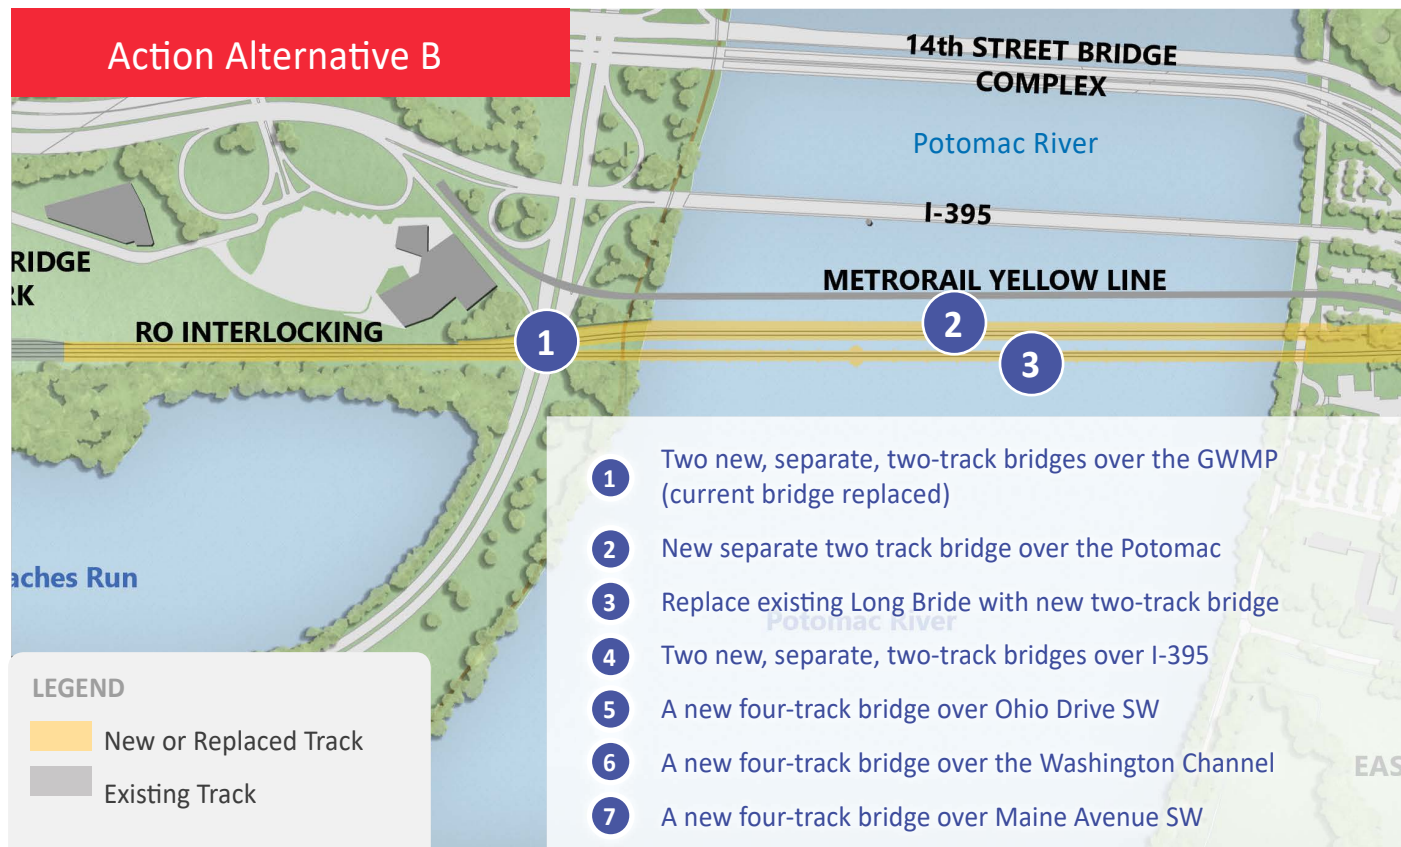 Action Alternative B
14th STREET BRIDGE
COMPLEX
Potomac River
I-395
RIDGE
RK
METRORAIL YELLOW LINE
RO INTERLOCKING
1
2
3
1 Two new, separate, two-track bridges over the GWMP
(current bridge replaced)
2 New separate two track bridge over the Potomac
3 Replace existing Long Bride with new two-track bridge
Potomac River
4 Two new, separate, two-track bridges over I-395
5 A new four-track bridge over Ohio Drive SW
6 A new four-track bridge over the Washington Channel
7 A new four-track bridge over Maine Avenue SW
aches Run
EAS
LEGEND
New or Replaced Track
Existing Track